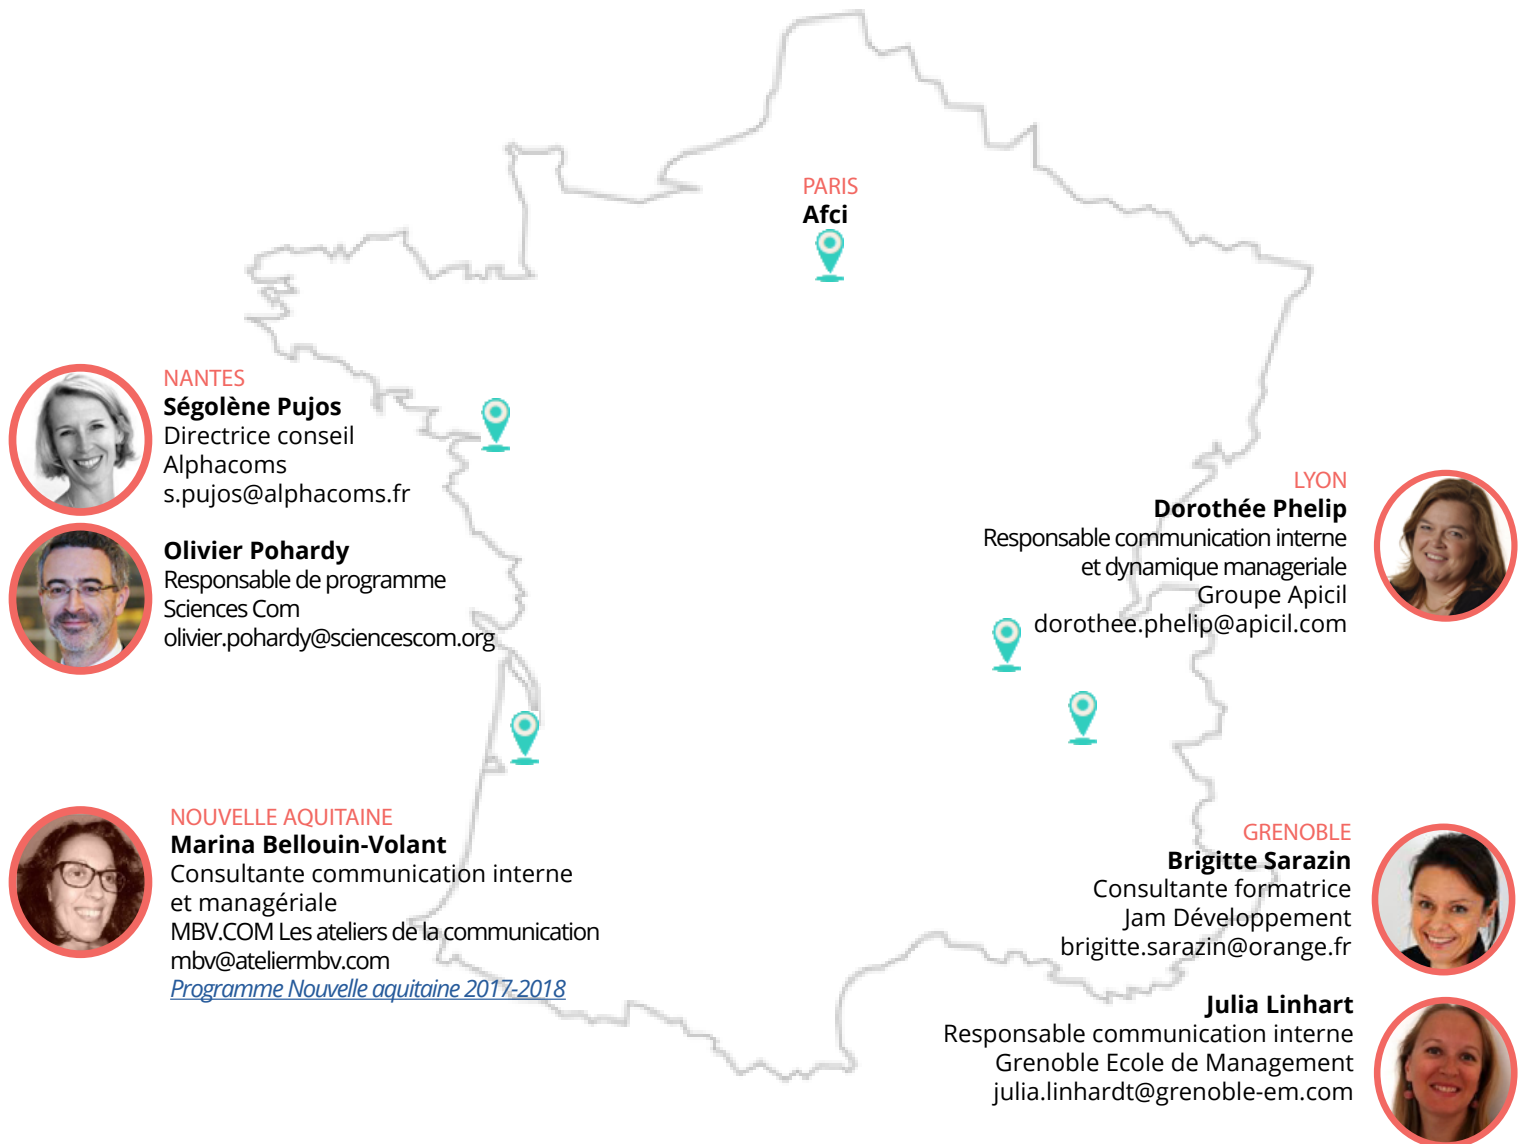 PARIS
Afci
NANTES
Ségolène Pujos
Directrice conseil
Alphacoms
s.pujos@alphacoms.fr
Olivier Pohardy
Responsable de programme
Sciences Com
olivier.pohardy@sciencescom.org
LYON
Dorothée Phelip
Responsable communication interne
et dynamique manageriale
Groupe Apicil
dorothee.phelip@apicil.com
NOUVELLE AQUITAINE
Marina Bellouin-Volant
Consultante communication interne
et managériale
MBV.COM Les ateliers de la communication
mbv@ateliermbv.com
Programme Nouvelle aquitaine 2017-2018
GRENOBLE
Brigitte Sarazin
Consultante formatrice
Jam Développement
brigitte.sarazin@orange.fr
Julia Linhart
Responsable communication interne
Grenoble Ecole de Management
julia.linhardt@grenoble-em.com